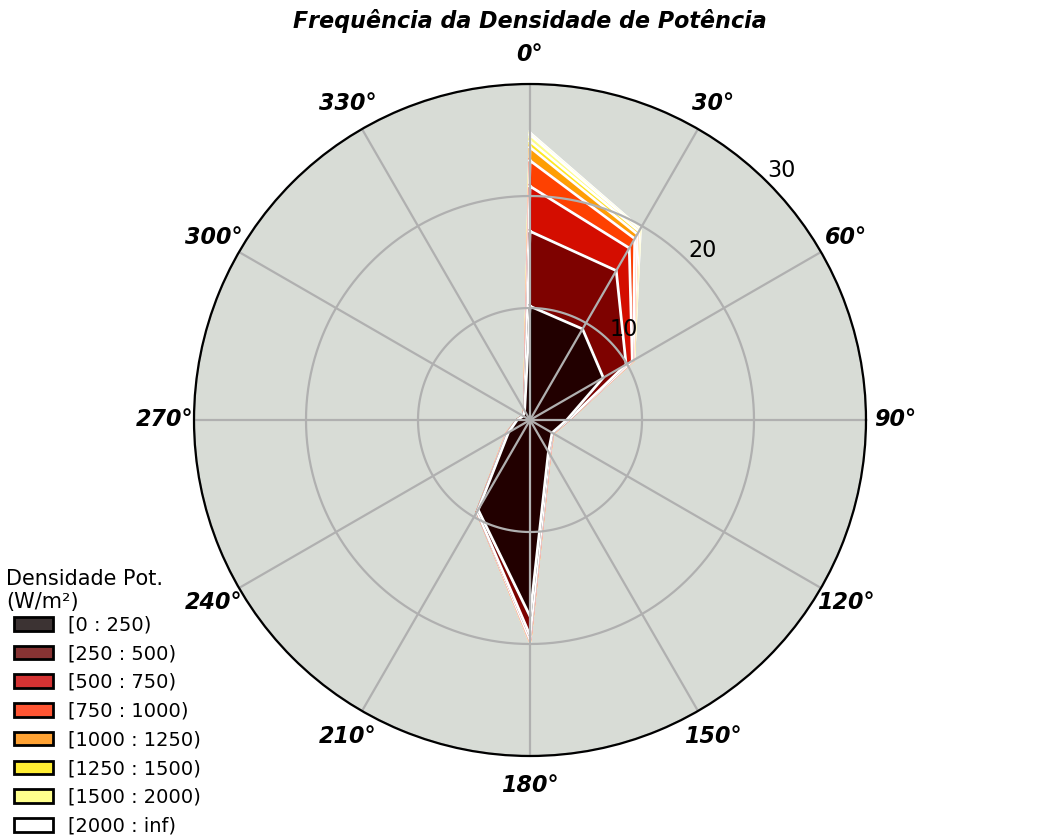 Frequência da Densidade de Potência
0°
330°
30°
30
300°
60°
20
10
270°
90°
240°
120°
210°
150°
180°
Densidade Pot.
(W/m²)
[0 : 250)
[250 : 500)
[500 : 750)
[750 : 1000)
[1000 : 1250)
[1250 : 1500)
[1500 : 2000)
[2000 : inf)